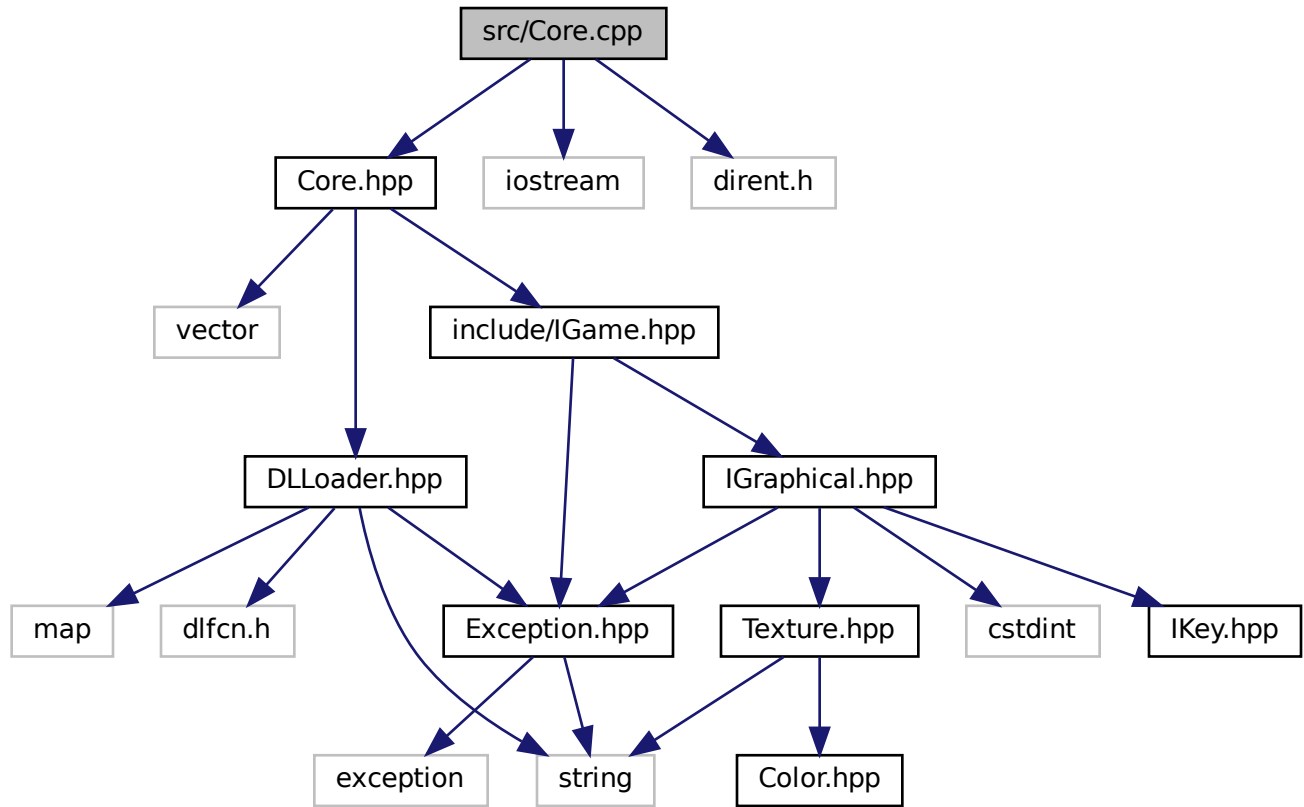 src/Core.cpp
Core.hpp
iostream
dirent.h
vector
include/IGame.hpp
DLLoader.hpp
IGraphical.hpp
map
dlfcn.h
Exception.hpp
Texture.hpp
cstdint
IKey.hpp
exception
string
Color.hpp